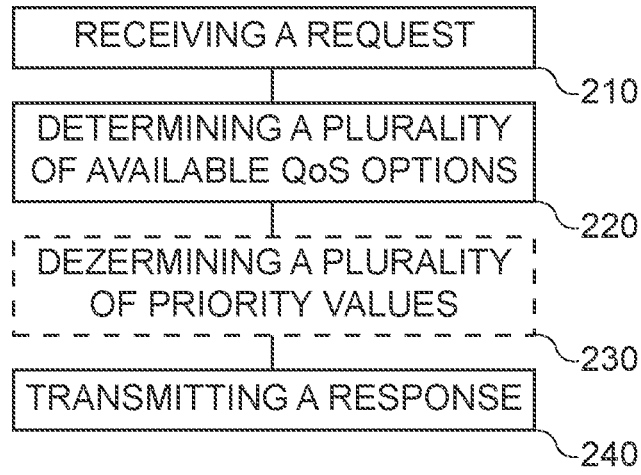 RECEIVING A REQUEST
210
DETERMINING A PLURALITY
OF AVAILABLE QoS OPTIONS
220
DEZERMINING A PLURALITY
OF PRIORITY VALUES
230
TRANSMITTING A RESPONSE
240